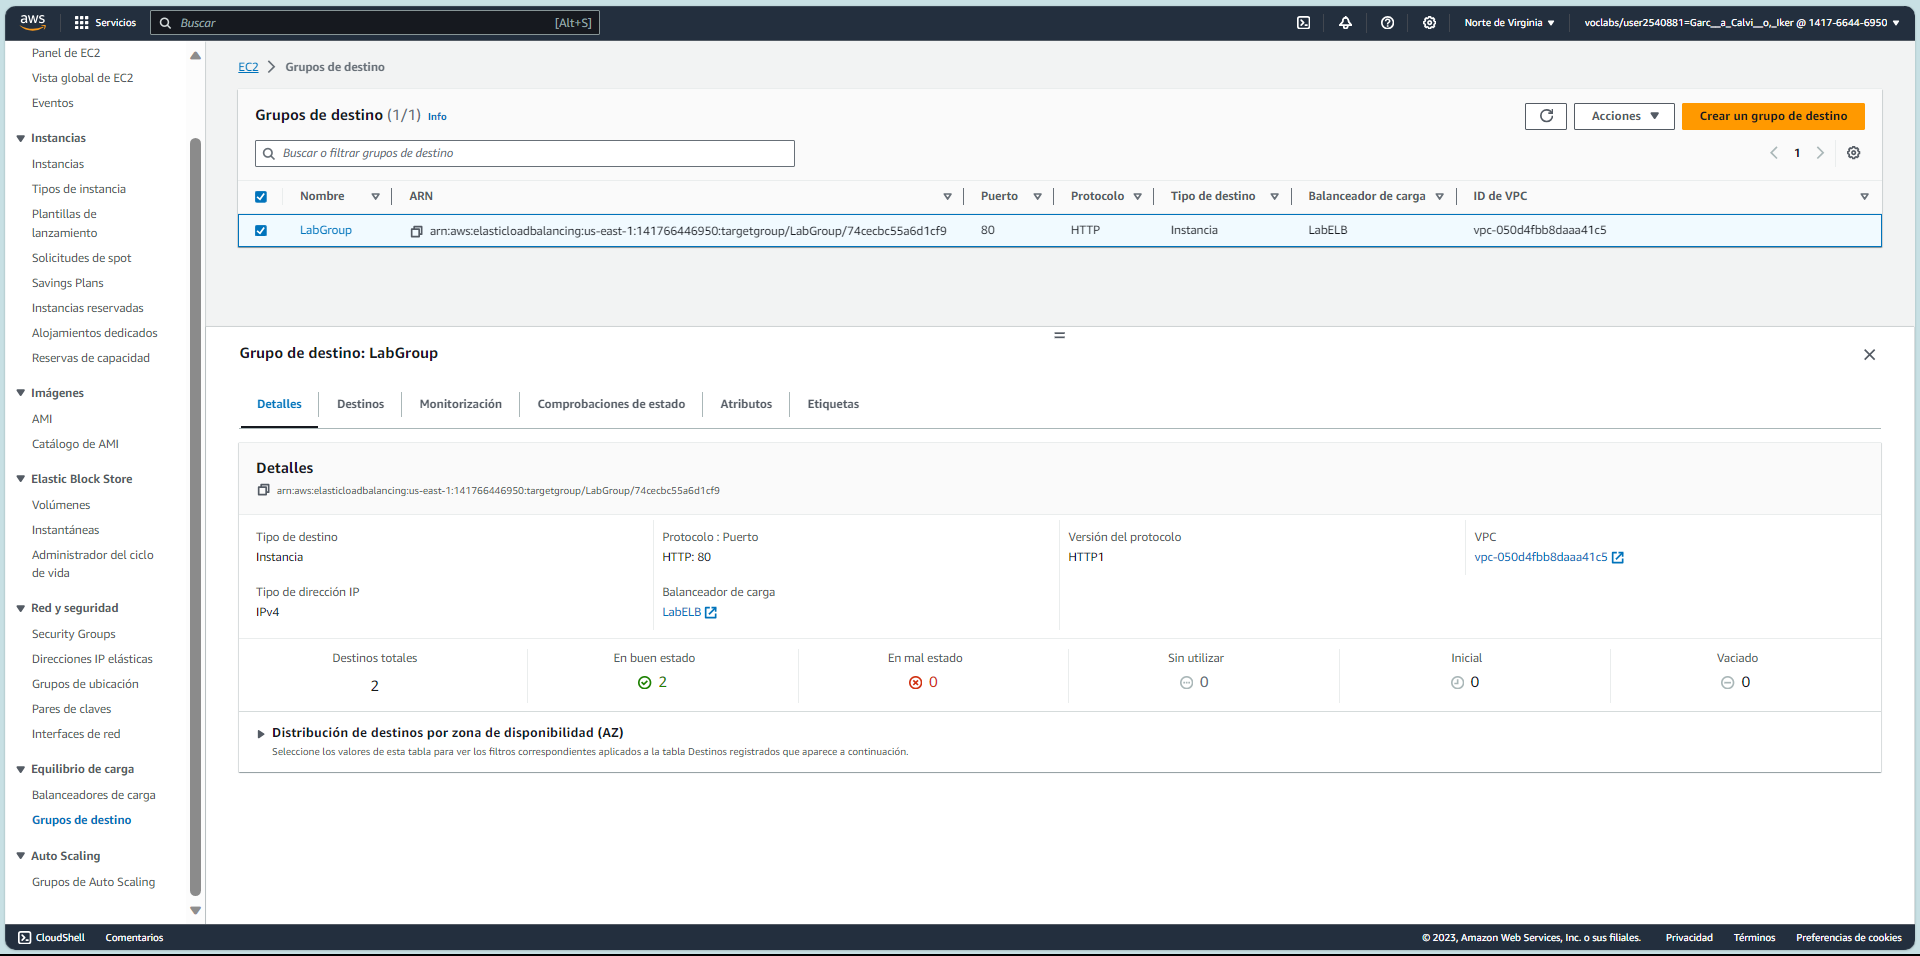 aws Servicios Buscar [Alt+S] Norte de Virginia voclabs/user2540881=Garc__a_Calvi__o,_Iker @ 1417-6644-6950
Panel de EC2
Vista global de EC2
Eventos
Instancias
Instancias
Tipos de instancia
Plantillas de
lanzamiento
Solicitudes de spot
Savings Plans
Instancias reservadas
Alojamientos dedicados
Reservas de capacidad
Imágenes
AMI
Catálogo de AMI
Elastic Block Store
Volúmenes
Instantáneas
Administrador del ciclo
de vida
Red y seguridad
Security Groups
Direcciones IP elásticas
Grupos de ubicación
Pares de claves
Interfaces de red
Equilibrio de carga
Balanceadores de carga
Grupos de destino
Auto Scaling
Grupos de Auto Scaling
EC2 Grupos de destino
Grupos de destino (1/1) Info
Acciones Crear un grupo de destino
Buscar o filtrar grupos de destino
1
Nombre ARN Puerto Protocolo Tipo de destino Balanceador de carga ID de VPC
LabGroup arn:aws:elasticloadbalancing:us-east-1:141766446950:targetgroup/LabGroup/74cecbc55a6d1cf9 80 HTTP Instancia LabELB vpc-050d4fbb8daaa41c5
Grupo de destino: LabGroup
Detalles Destinos Monitorización Comprobaciones de estado Atributos Etiquetas
Detalles
arn:aws:elasticloadbalancing:us-east-1:141766446950:targetgroup/LabGroup/74cecbc55a6d1cf9
Tipo de destino Protocolo : Puerto Versión del protocolo VPC
Instancia HTTP: 80 HTTP1 vpc-050d4fbb8daaa41c5
Tipo de dirección IP Balanceador de carga
IPv4 LabELB
Destinos totales En buen estado En mal estado Sin utilizar Inicial Vaciado
2 2 0 0 0 0
Distribución de destinos por zona de disponibilidad (AZ)
Seleccione los valores de esta tabla para ver los filtros correspondientes aplicados a la tabla Destinos registrados que aparece a continuación.
CloudShell Comentarios © 2023, Amazon Web Services, Inc. o sus filiales. Privacidad Términos Preferencias de cookies